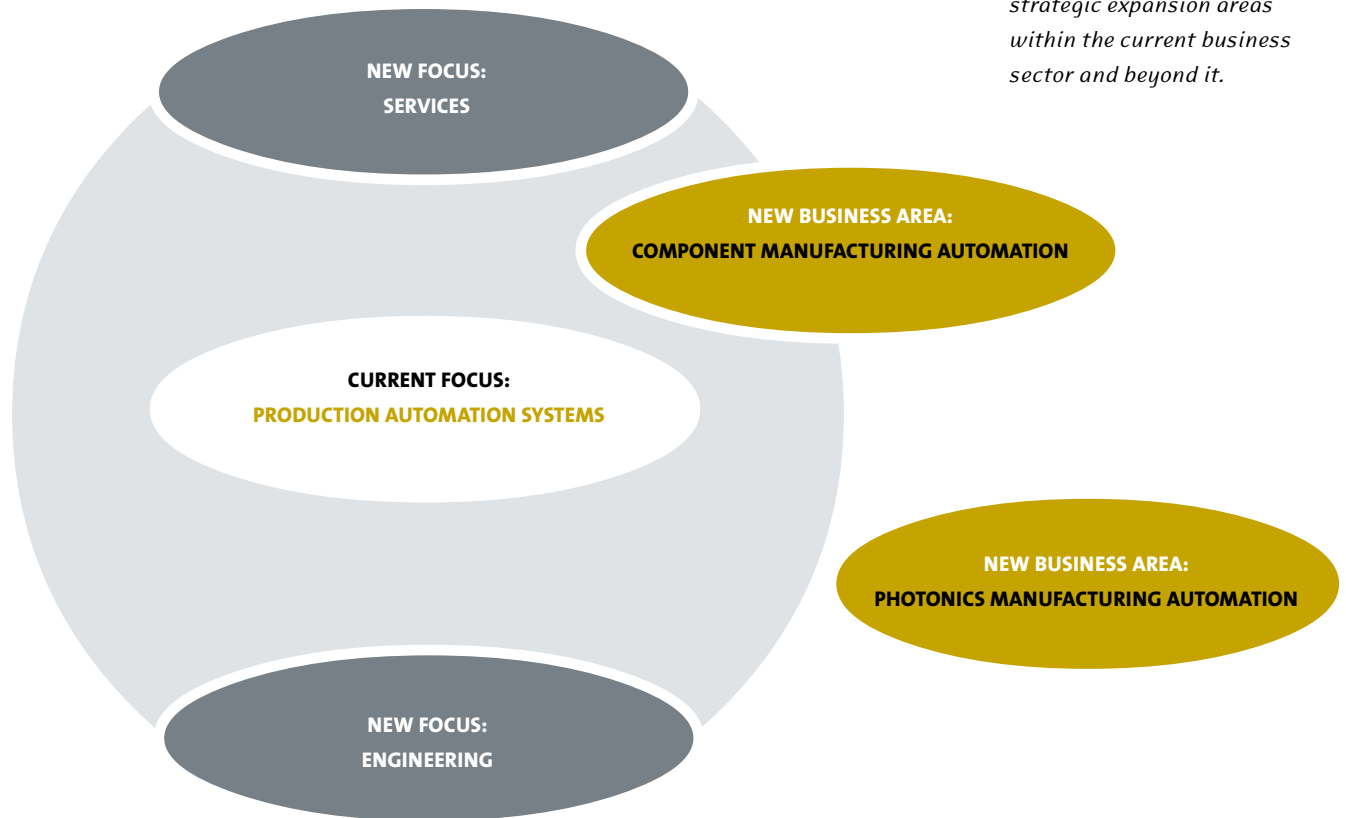 strategic expansion areas
within the current business
sector and beyond it.
NEW FOCUS:
SERVICES
NEW BUSINESS AREA:
COMPONENT MANUFACTURING AUTOMATION
CURRENT FOCUS:
PRODUCTION AUTOMATION SYSTEMS
NEW BUSINESS AREA:
PHOTONICS MANUFACTURING AUTOMATION
NEW FOCUS:
ENGINEERING